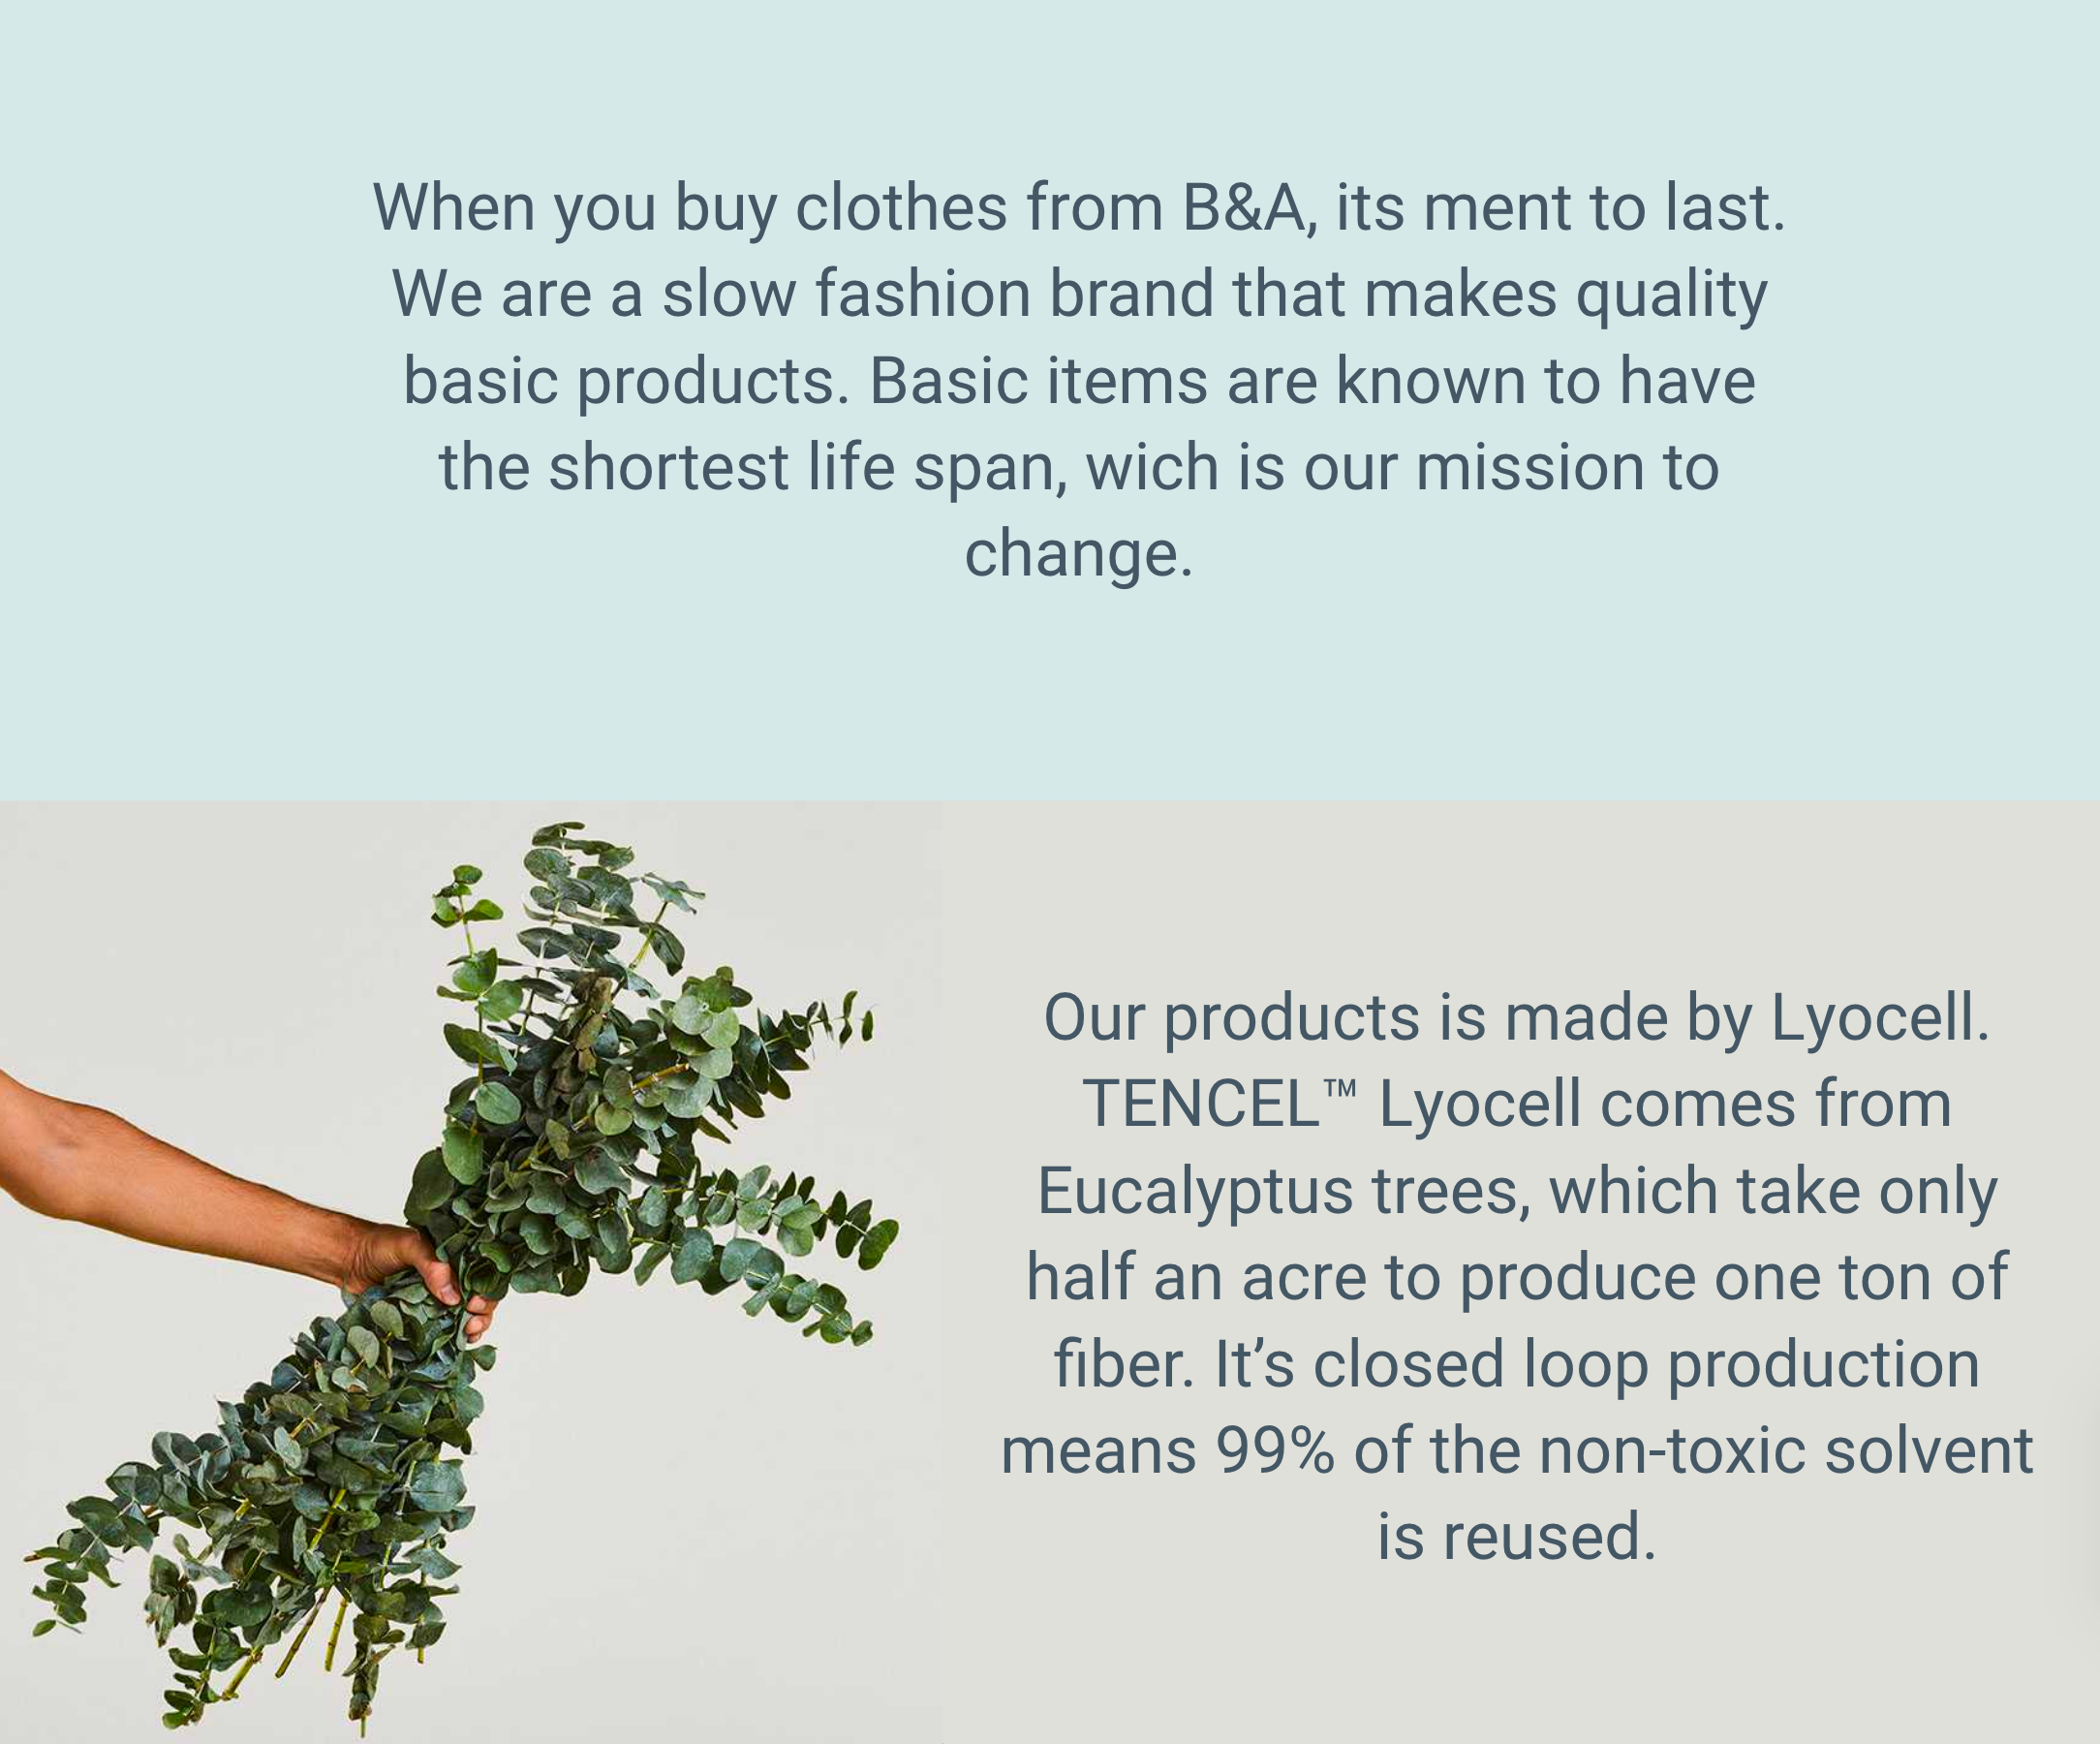 When you buy clothes from B&A, its ment to last.
We are a slow fashion brand that makes quality
basic products. Basic items are known to have
the shortest life span, wich is our mission to
change.
Our products is made by Lyocell.
TENCEL™ Lyocell comes from
Eucalyptus trees, which take only
half an acre to produce one ton of
fiber. It’s closed loop production
means 99% of the non-toxic solvent
is reused.